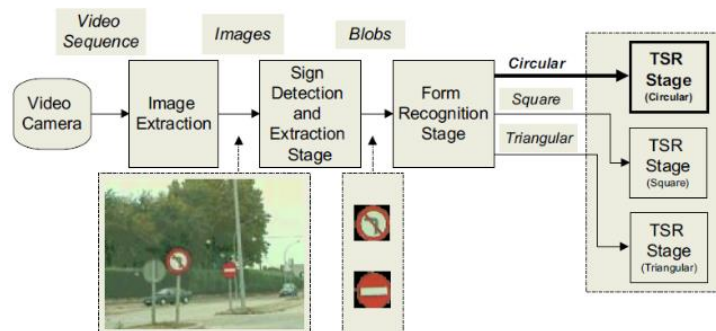 Video
Sequence
Images
Blobs
Video
Camera
Image
Extraction
Sign
Detection
and
Extraction
Stage
Form
Recognition
Stage
Circular
Square
Triangular
TSR
Stage
(Circular)
TSR
Stage
(Square)
TSR
Stage
(Triangular)